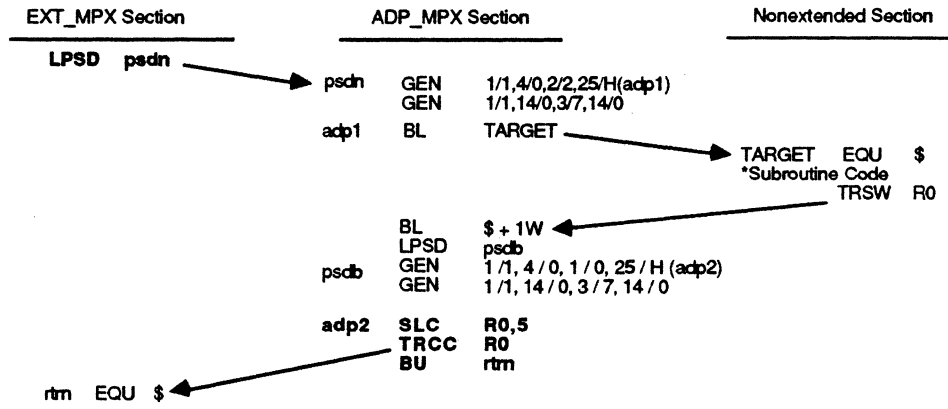 EXT_MPX Section ADP_MPX Section Nonextended Section
LPSD psdn
psdn GEN 1/1,4/0,2/2,25/H(adp1)
GEN 1/1,14/0,3/7,14/0
adp1 BL TARGET
TARGET EQU $
*Subroutine Code
TRSW R0
BL $ + 1W
LPSD psdb
psdb GEN 1 /1, 4 / 0, 1 / 0, 25 / H (adp2)
GEN 1 /1, 14 / 0, 3 / 7, 14 / 0
adp2 SLC R0,5
TRCC R0
BU rtrn
rtrn EQU $